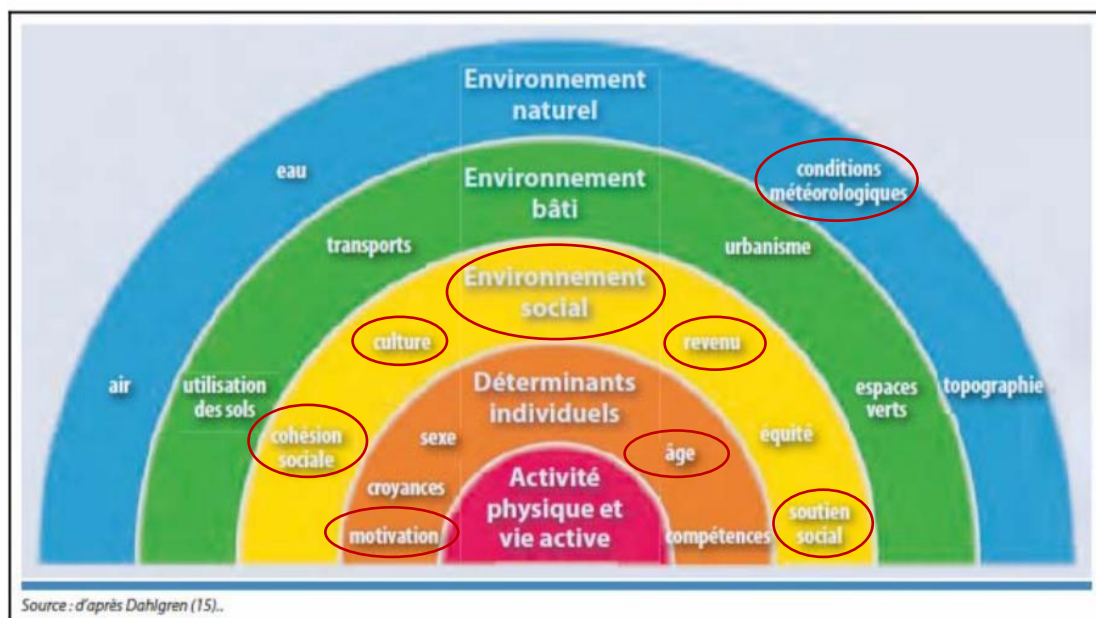 Environnement
naturel
eau
conditions
météorologiques
Environnement
bâti
transports
urbanisme
Environnement
social
culture
revenu
air
utilisation
des sols
Déterminants
individuels
espaces
verts
topographie
cohésion
sociale
sexe
âge
équité
croyances
Activité
physique et
vie active
motivation
compétences
soutien
social
Source : d'après Dahlgren (15)..